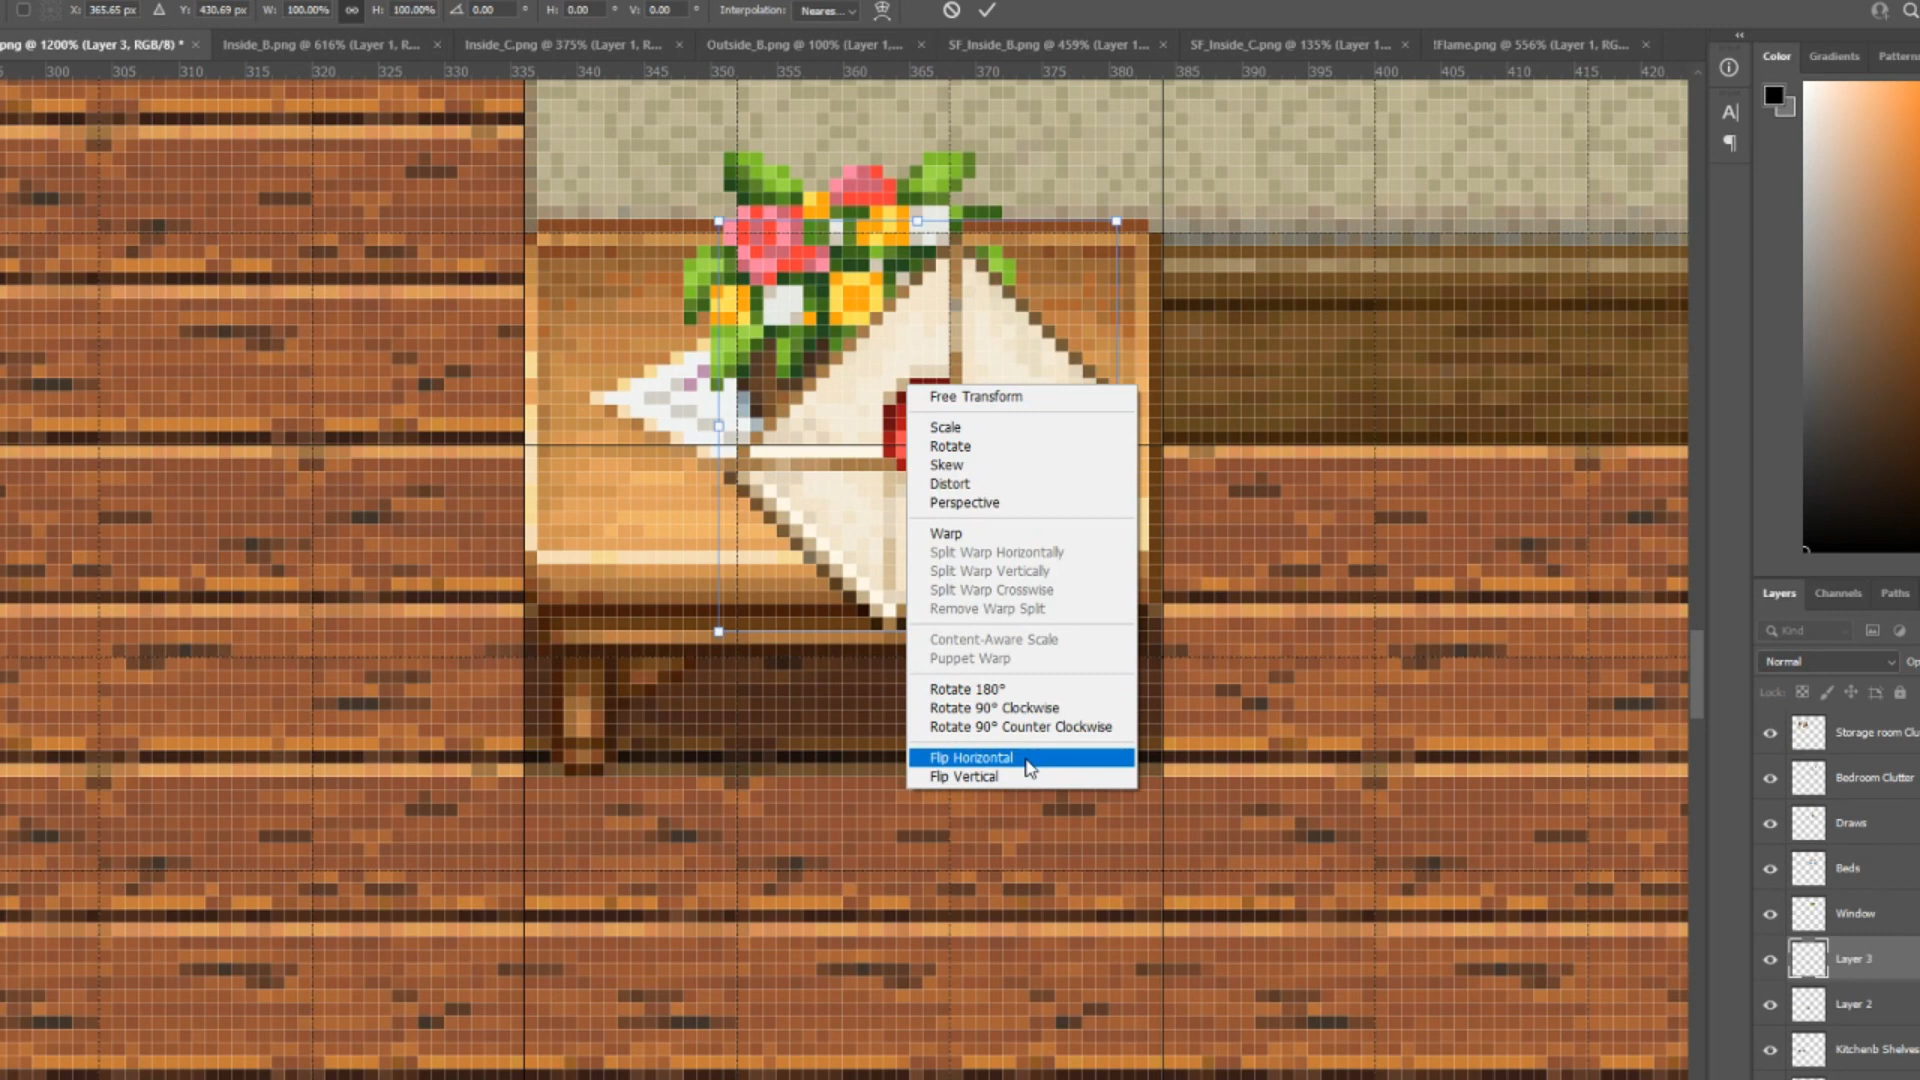 X: 365.65 px Y: 430.69 px W: 100.00% H: 100.00% 0.00 ° H: 0.00 ° V: 0.00 ° Interpolation: Neares...
png @ 1200% (Layer 3, RGB/8) * × Inside_B.png @ 616% (Layer 1, R... × Inside_C.png @ 375% (Layer 1, R... × Outside_B.png @ 100% (Layer 1,... × SF_Inside_B.png @ 459% (Layer 1... × SF_Inside_C.png @ 135% (Layer 1... × !Flame.png @ 556% (Layer 1, RG... ×
300 305 310 315 320 325 330 335 340 345 350 355 360 365 370 375 380 385 390 395 400 405 410 415 420
Color Gradients Patterns
A|
¶
Free Transform
Scale
Rotate
Skew
Distort
Perspective
Warp
Split Warp Horizontally
Split Warp Vertically
Split Warp Crosswise
Remove Warp Split
Content-Aware Scale
Puppet Warp
Rotate 180°
Rotate 90° Clockwise
Rotate 90° Counter Clockwise
Flip Horizontal
Flip Vertical
Layers Channels Paths
Kind
Normal Op
Lock:
Storage room Clu
Bedroom Clutter
Draws
Beds
Window
Layer 3
Layer 2
Kitchenb Shelves